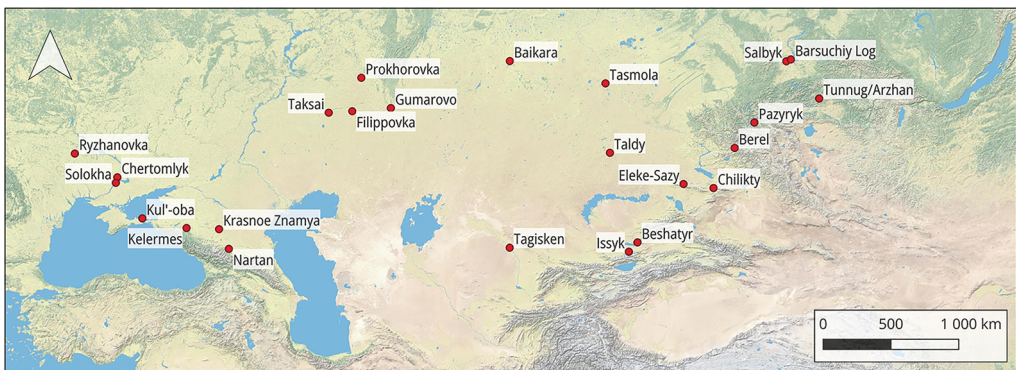 Baikara
Salbyk
Barsuchiy Log
Prokhorovka
Tasmola
Tunnug/Arzhan
Taksai
Gumarovo
Filippovka
Pazyryk
Ryzhanovka
Taldy
Berel
Solokha
Chertomlyk
Eleke-Sazy
Chilikty
Kul'-oba
Krasnoe Znamya
Kelermes
Nartan
Tagisken
Issyk
Beshatyr
0 500 1 000 km